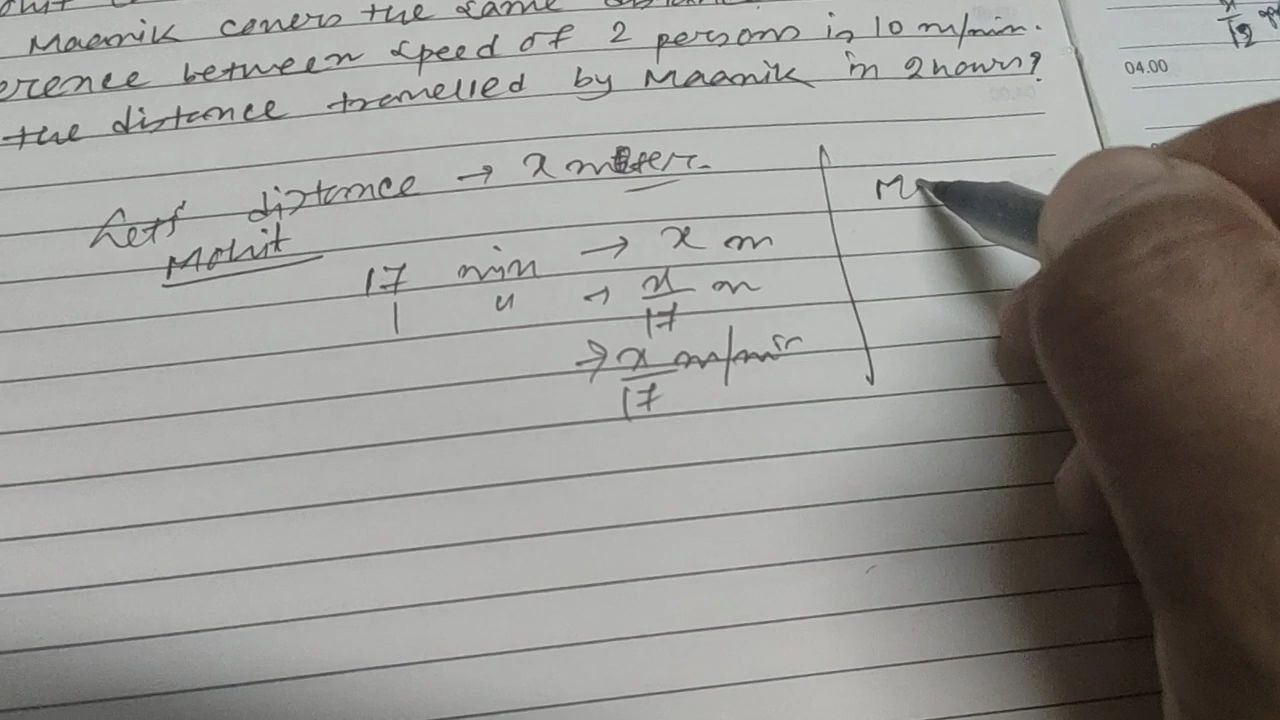 Maanik covers the same
erence between speed of 2 persons is 10 m/min.
the distance travelled by Maanik in 2 hours?
Let's distance → x meter.
Mohit
17 min → x m
1 " → x/17 m
⇒ x/17 m/min
M
04.00
12